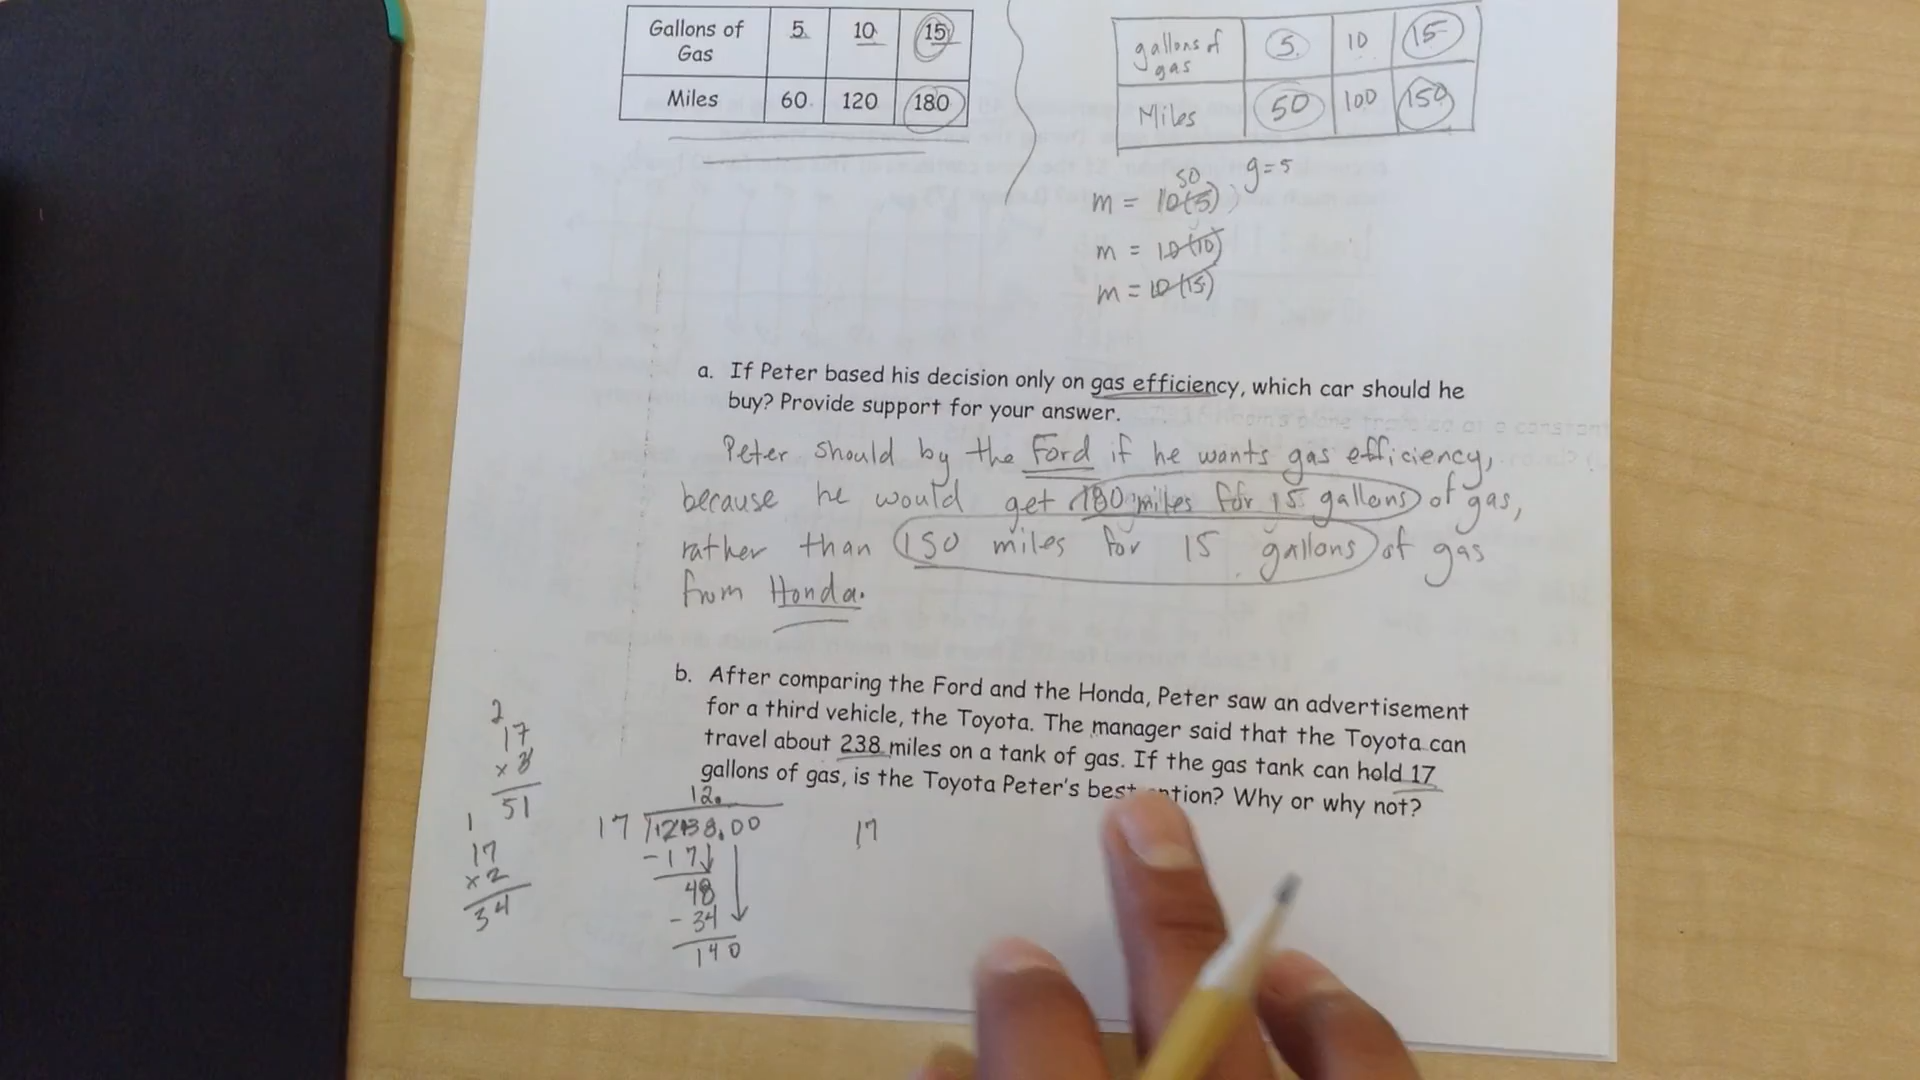 Gallons of Gas 5 10 15
Miles 60 120 180
gallons of gas 5 10 15
Miles 50 100 150
g=5
50
m = 10(5)
m = 10(10)
m = 10(15)
a. If Peter based his decision only on gas efficiency, which car should he
buy? Provide support for your answer.
Peter should by the Ford if he wants gas efficiency,
because he would get 180 miles for 15 gallons of gas,
rather than 150 miles for 15 gallons of gas
from Honda.
b. After comparing the Ford and the Honda, Peter saw an advertisement
for a third vehicle, the Toyota. The manager said that the Toyota can
travel about 238 miles on a tank of gas. If the gas tank can hold 17
gallons of gas, is the Toyota Peter's best option? Why or why not?
2
17
51
1
17
x2
34
12.
17
-17
48
-34
140
17